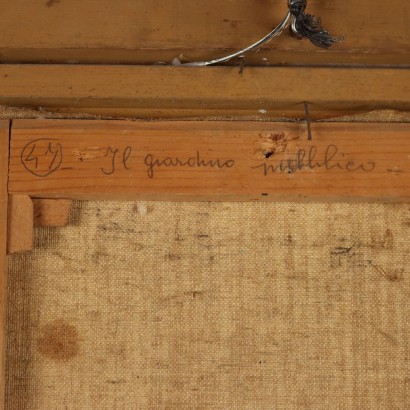 47 - Il giardino pubblico -